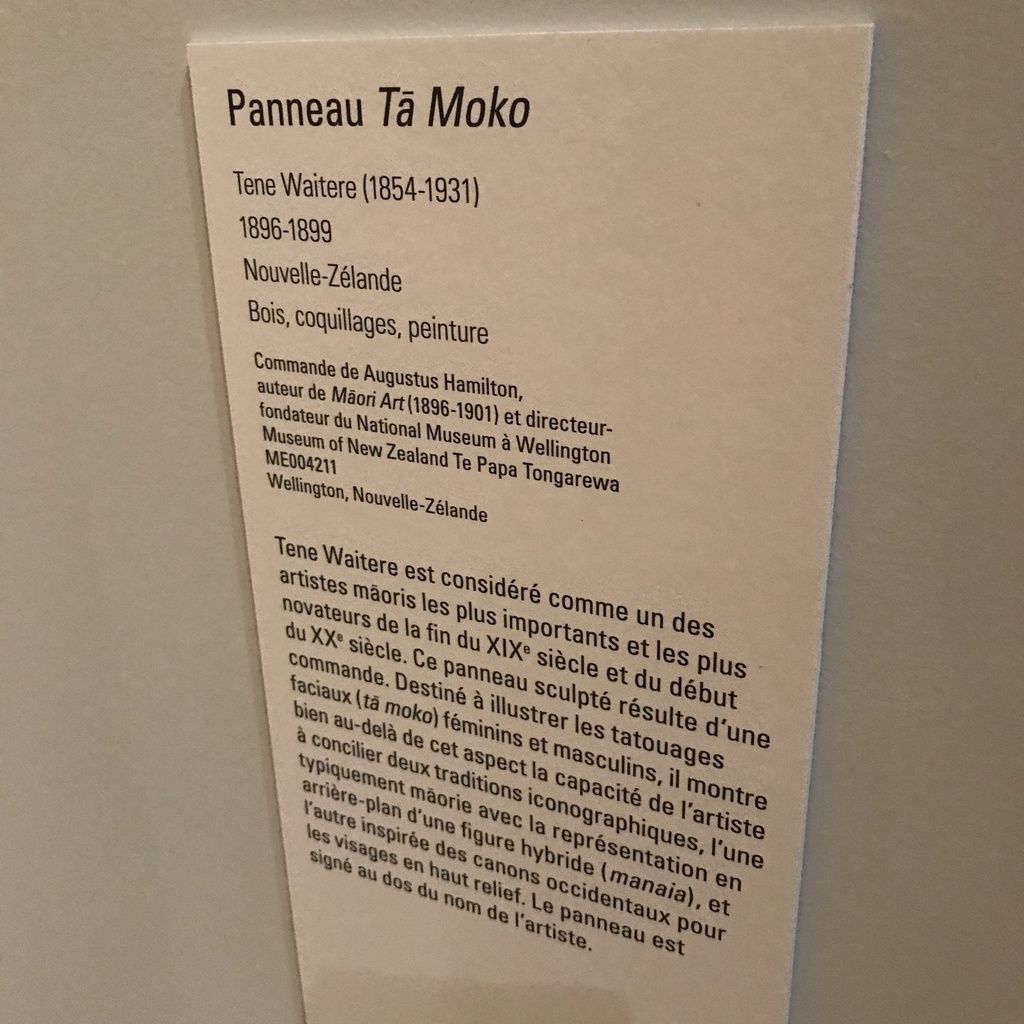 Panneau Tā Moko
Tene Waitere (1854-1931)
1896-1899
Nouvelle-Zélande
Bois, coquillages, peinture
Commande de Augustus Hamilton,
auteur de Māori Art (1896-1901) et directeur-
fondateur du National Museum à Wellington
Museum of New Zealand Te Papa Tongarewa
ME004211
Wellington, Nouvelle-Zélande
Tene Waitere est considéré comme un des
artistes māoris les plus importants et les plus
novateurs de la fin du XIXe siècle et du début
du XXe siècle. Ce panneau sculpté résulte d'une
commande. Destiné à illustrer les tatouages
faciaux (tā moko) féminins et masculins, il montre
bien au-delà de cet aspect la capacité de l'artiste
à concilier deux traditions iconographiques, l'une
typiquement māorie avec la représentation en
arrière-plan d'une figure hybride (manaia), et
l'autre inspirée des canons occidentaux pour
les visages en haut relief. Le panneau est
signé au dos du nom de l'artiste.